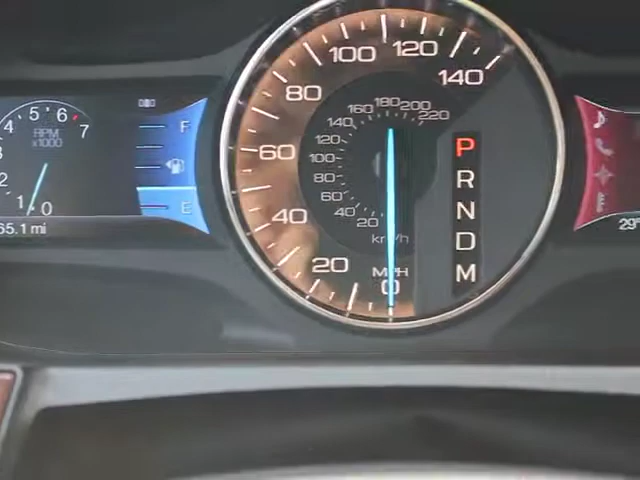 4 5 6 7
RPM
x1000
3
2
1 0
65.1 mi
F
E
20 40 60 80 100 120 140
20 40 60 80 100 120 140 160 180 200 220
km/h
MPH
0
P
R
N
D
M
29°